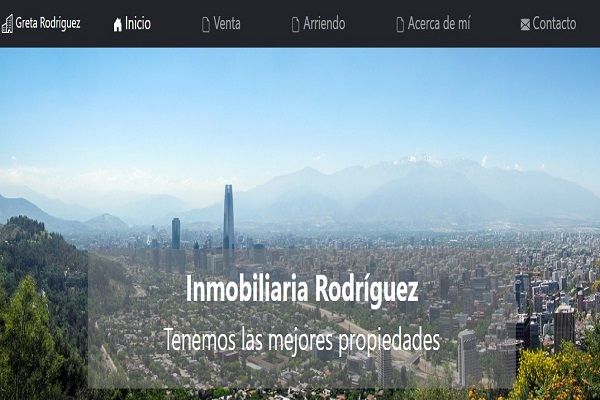 Greta Rodriguez Inicio Venta Arriendo Acerca de mí Contacto
Inmobiliaria Rodríguez
Tenemos las mejores propiedades